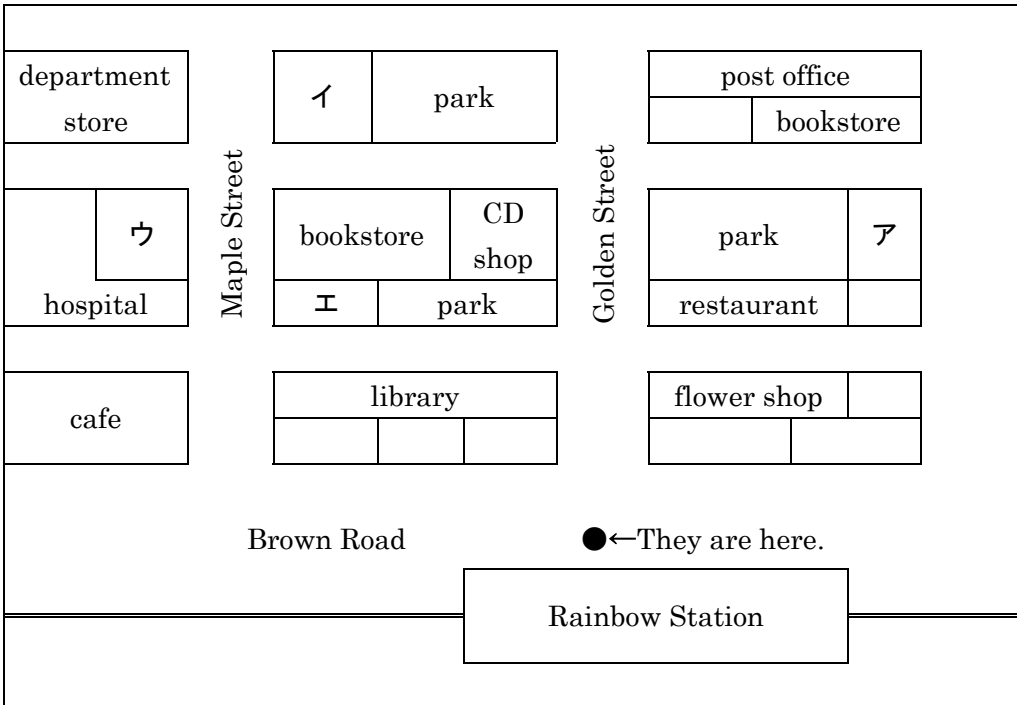 department
store
イ
park
post office
bookstore
Maple Street
Golden Street
ウ
hospital
bookstore
CD
shop
エ
park
park
ア
restaurant
cafe
library
flower shop
Brown Road
●←They are here.
Rainbow Station